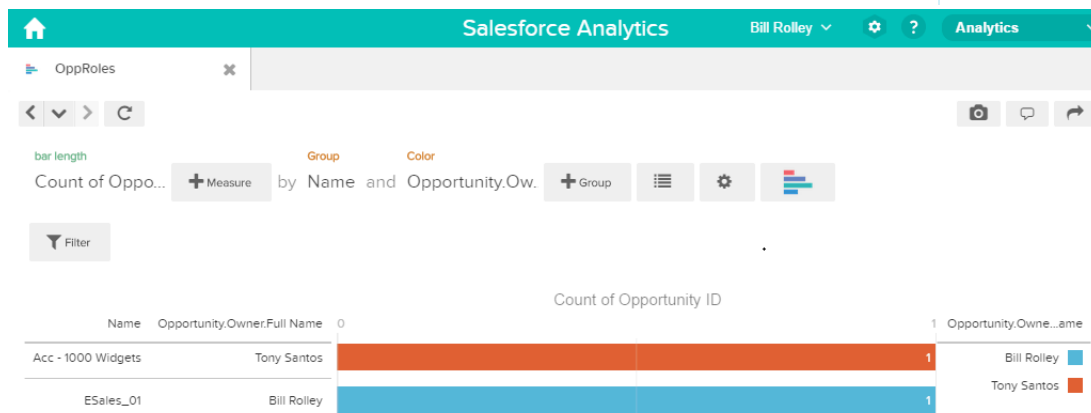 Salesforce Analytics
Bill Rolley
?
Analytics
OppRoles
bar length
Group
Color
Count of Oppo...
Measure
by
Name
and
Opportunity.Ow.
Group
Filter
Count of Opportunity ID
Name Opportunity.Owner.Full Name 0 1 Opportunity.Owne...ame
Acc - 1000 Widgets Tony Santos 1 Bill Rolley
Tony Santos
ESales_01 Bill Rolley 1